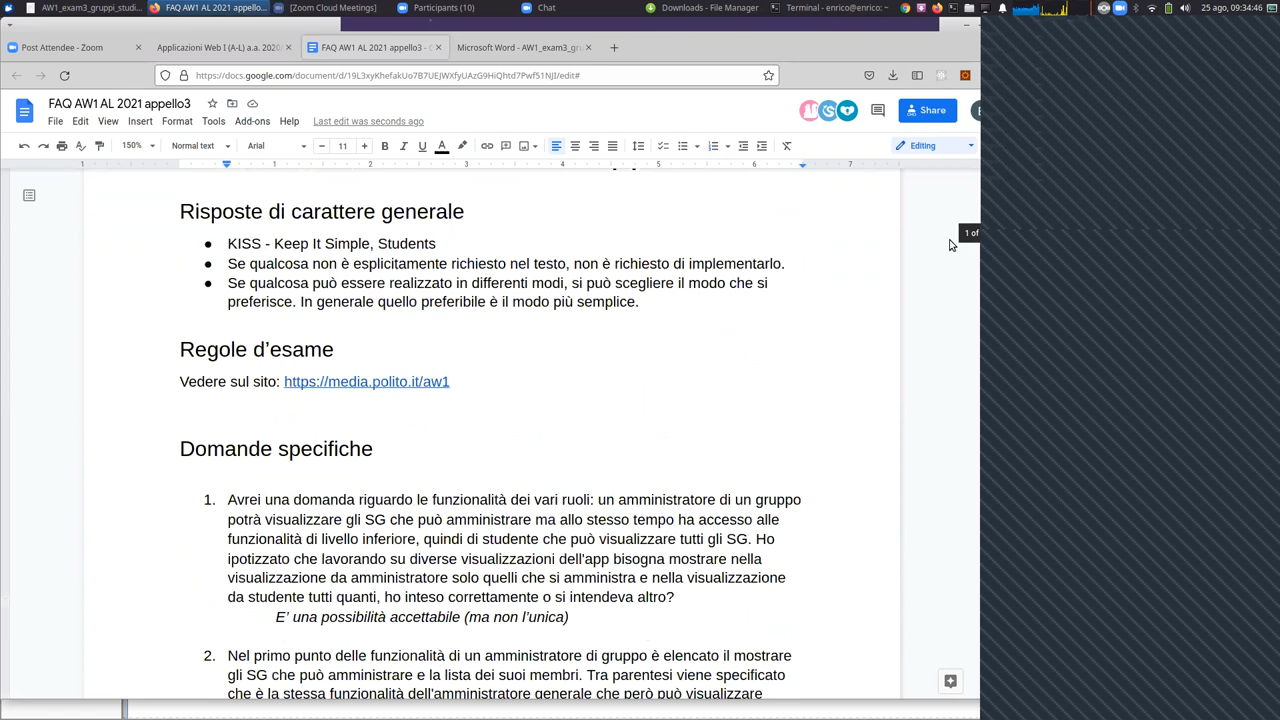 AW1_exam3_gruppi_studi...
FAQ AW1 AL 2021 appello...
[Zoom Cloud Meetings]
Participants (10)
Chat
Downloads - File Manager
Terminal - enrico@enrico: ~
25 ago, 09:34:46
Post Attendee - Zoom
Applicazioni Web I (A-L) a.a. 2020
FAQ AW1 AL 2021 appello3 - G
Microsoft Word - AW1_exam3_gr
https://docs.google.com/document/d/19L3xyKhefakUo7B7UEJWXfyUAzG9HiQhtd7Pwf51NJI/edit#
FAQ AW1 AL 2021 appello3
Share
File Edit View Insert Format Tools Add-ons Help Last edit was seconds ago
150% Normal text Arial 11 B I U A Editing
1 1 2 3 4 5 6 7
Risposte di carattere generale
1 of
● KISS - Keep It Simple, Students
● Se qualcosa non è esplicitamente richiesto nel testo, non è richiesto di implementarlo.
● Se qualcosa può essere realizzato in differenti modi, si può scegliere il modo che si
preferisce. In generale quello preferibile è il modo più semplice.
Regole d'esame
Vedere sul sito: https://media.polito.it/aw1
Domande specifiche
1. Avrei una domanda riguardo le funzionalità dei vari ruoli: un amministratore di un gruppo
potrà visualizzare gli SG che può amministrare ma allo stesso tempo ha accesso alle
funzionalità di livello inferiore, quindi di studente che può visualizzare tutti gli SG. Ho
ipotizzato che lavorando su diverse visualizzazioni dell'app bisogna mostrare nella
visualizzazione da amministratore solo quelli che si amministra e nella visualizzazione
da studente tutti quanti, ho inteso correttamente o si intendeva altro?
E' una possibilità accettabile (ma non l'unica)
2. Nel primo punto delle funzionalità di un amministratore di gruppo è elencato il mostrare
gli SG che può amministrare e la lista dei suoi membri. Tra parentesi viene specificato
che è la stessa funzionalità dell'amministratore generale che però può visualizzare